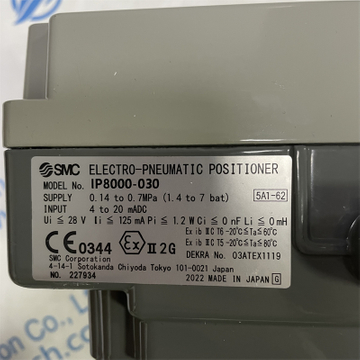 SMC ELECTRO-PNEUMATIC POSITIONER
MODEL No. IP8000-030
SUPPLY 0.14 to 0.7MPa (1.4 to 7 bar) 5A1-62
INPUT 4 to 20 mADC
Ui ≤ 28 V Ii ≤ 125 mA Pi ≤ 1.2 W Ci ≤ 0 nF Li ≤ 0 mH
CE 0344 Ex II 2G
Ex ib ⅡC T6 -20℃≤Ta≤60℃
Ex ib ⅡC T5 -20℃≤Ta≤80℃
SMC Corporation DEKRA No. 03ATEX1119
4-14-1 Sotokanda Chiyoda Tokyo 101-0021 Japan
NO. 227934 2022 MADE IN JAPAN G